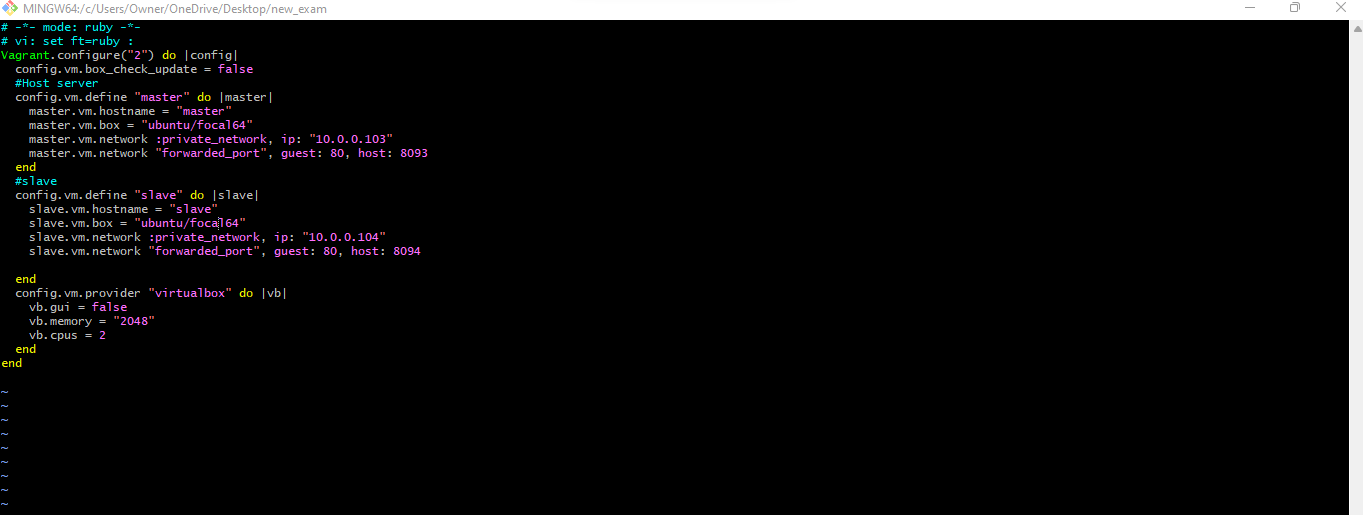 MINGW64:/c/Users/Owner/OneDrive/Desktop/new_exam
# -*- mode: ruby -*-
# vi: set ft=ruby :
Vagrant.configure("2") do |config|
  config.vm.box_check_update = false
  #Host server
  config.vm.define "master" do |master|
    master.vm.hostname = "master"
    master.vm.box = "ubuntu/focal64"
    master.vm.network :private_network, ip: "10.0.0.103"
    master.vm.network "forwarded_port", guest: 80, host: 8093
  end
  #slave
  config.vm.define "slave" do |slave|
    slave.vm.hostname = "slave"
    slave.vm.box = "ubuntu/focal64"
    slave.vm.network :private_network, ip: "10.0.0.104"
    slave.vm.network "forwarded_port", guest: 80, host: 8094

  end
  config.vm.provider "virtualbox" do |vb|
    vb.gui = false
    vb.memory = "2048"
    vb.cpus = 2
  end
end

~
~
~
~
~
~
~
~
~